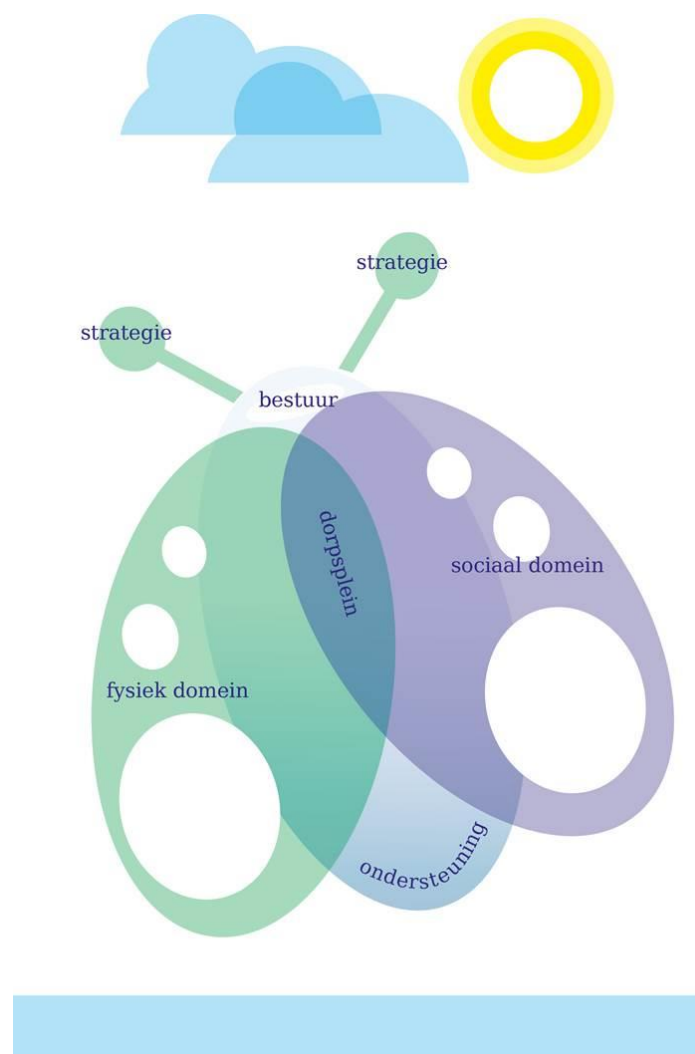 strategie
strategie
bestuur
dorpsplein
sociaal domein
fysiek domein
ondersteuning